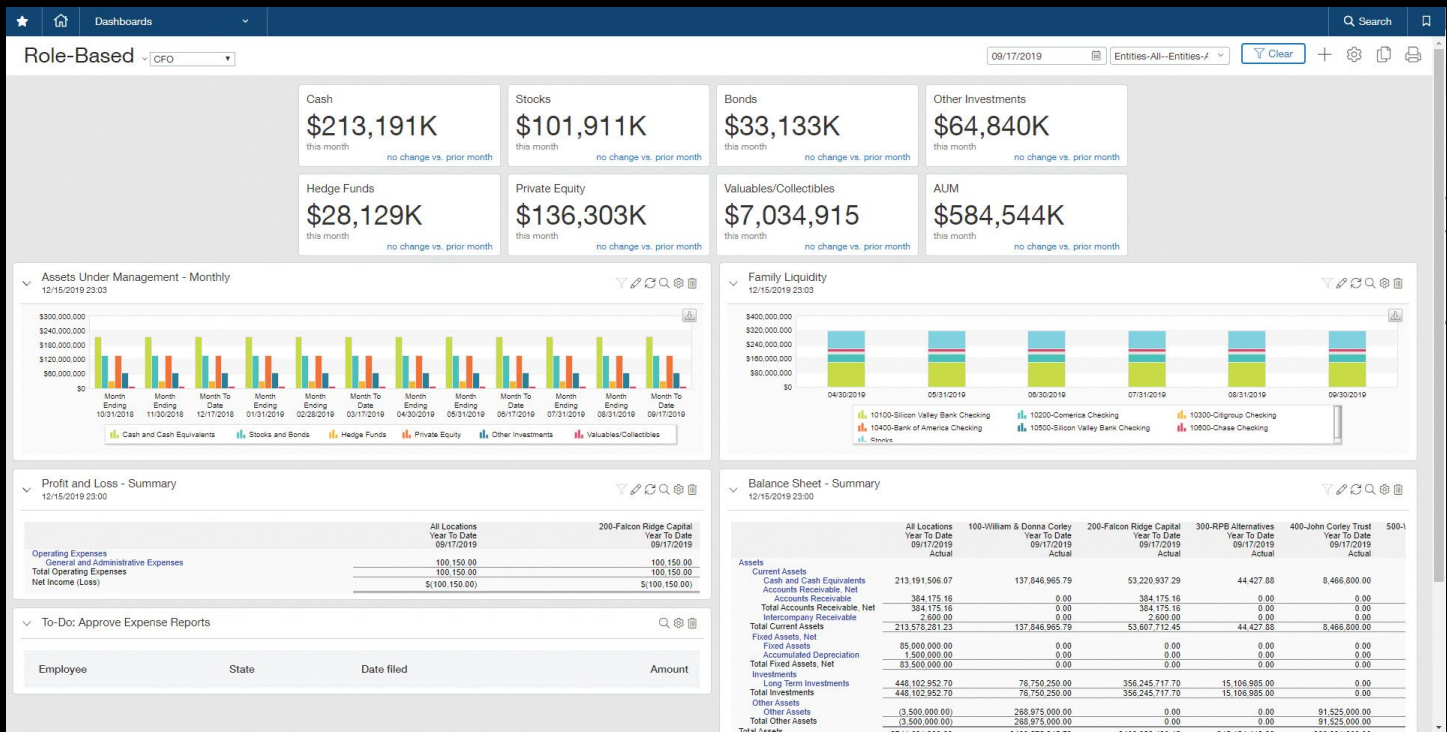 Dashboards
Search
Role-Based
CFO
09/17/2019
Entities-All--Entities-A
Clear
Cash
$213,191K
this month
no change vs. prior month
Stocks
$101,911K
this month
no change vs. prior month
Bonds
$33,133K
this month
no change vs. prior month
Other Investments
$64,840K
this month
no change vs. prior month
Hedge Funds
$28,129K
this month
no change vs. prior month
Private Equity
$136,303K
this month
no change vs. prior month
Valuables/Collectibles
$7,034,915
this month
no change vs. prior month
AUM
$584,544K
this month
no change vs. prior month
Assets Under Management - Monthly
12/15/2019 23:03
$300,000,000
$240,000,000
$180,000,000
$120,000,000
$60,000,000
$0
Month Ending 10/31/2018
Month Ending 11/30/2018
Month To Date 12/17/2018
Month Ending 01/31/2019
Month Ending 02/28/2019
Month To Date 03/17/2019
Month Ending 04/30/2019
Month Ending 05/31/2019
Month To Date 06/17/2019
Month Ending 07/31/2019
Month Ending 08/31/2019
Month To Date 09/17/2019
Cash and Cash Equivalents
Stocks and Bonds
Hedge Funds
Private Equity
Other Investments
Valuables/Collectibles
Family Liquidity
12/15/2019 23:03
$400,000,000
$320,000,000
$240,000,000
$160,000,000
$80,000,000
$0
04/30/2019 05/31/2019 06/30/2019 07/31/2019 08/31/2019 09/30/2019
10100-Silicon Valley Bank Checking
10200-Comerica Checking
10300-Citigroup Checking
10400-Bank of America Checking
10500-Silicon Valley Bank Checking
10600-Chase Checking
Stocks
Profit and Loss - Summary
12/15/2019 23:00
All Locations 200-Falcon Ridge Capital
Year To Date Year To Date
09/17/2019 09/17/2019
Operating Expenses
General and Administrative Expenses 100,150.00 100,150.00
Total Operating Expenses 100,150.00 100,150.00
Net Income (Loss) $(100,150.00) $(100,150.00)
To-Do: Approve Expense Reports
Employee State Date filed Amount
Balance Sheet - Summary
12/15/2019 23:00
All Locations 100-William & Donna Corley 200-Falcon Ridge Capital 300-RPB Alternatives 400-John Corley Trust 500-
Year To Date Year To Date Year To Date Year To Date Year To Date
09/17/2019 09/17/2019 09/17/2019 09/17/2019 09/17/2019
Actual Actual Actual Actual Actual
Assets
Current Assets
Cash and Cash Equivalents 213,191,506.07 137,846,965.79 53,220,937.29 44,427.88 8,466,800.00
Accounts Receivable, Net
Accounts Receivable 384,175.16 0.00 384,175.16 0.00 0.00
Total Accounts Receivable, Net 384,175.16 0.00 384,175.16 0.00 0.00
Intercompany Receivable 2,600.00 0.00 2,600.00 0.00 0.00
Total Current Assets 213,578,281.23 137,846,965.79 53,607,712.45 44,427.88 8,466,800.00
Fixed Assets, Net
Fixed Assets 85,000,000.00 0.00 0.00 0.00 0.00
Accumulated Depreciation 1,500,000.00 0.00 0.00 0.00 0.00
Total Fixed Assets, Net 83,500,000.00 0.00 0.00 0.00 0.00
Investments
Long Term Investments 448,102,952.70 76,750,250.00 356,245,717.70 15,106,985.00 0.00
Total Investments 448,102,952.70 76,750,250.00 356,245,717.70 15,106,985.00 0.00
Other Assets
Other Assets (3,500,000.00) 268,975,000.00 0.00 0.00 91,525,000.00
Total Other Assets (3,500,000.00) 268,975,000.00 0.00 0.00 91,525,000.00
Total Assets